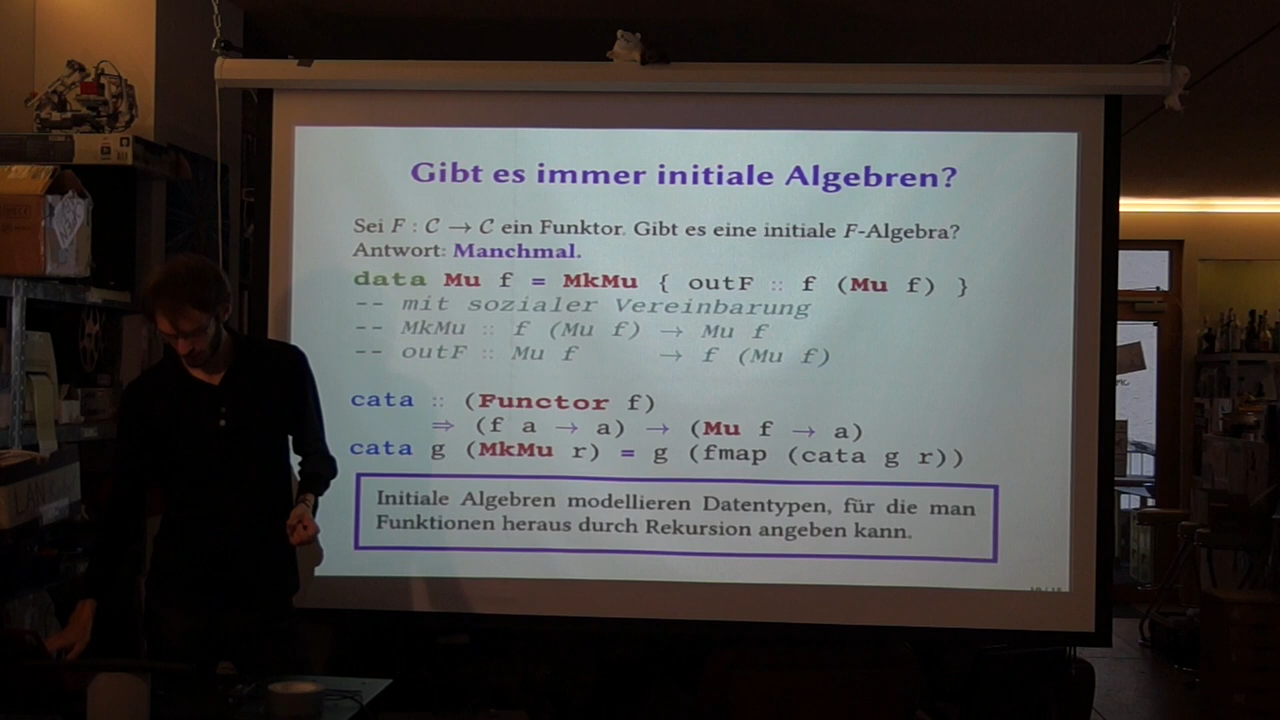 Gibt es immer initiale Algebren?
Sei F : C → C ein Funktor. Gibt es eine initiale F-Algebra?
Antwort: Manchmal.
data Mu f = MkMu { outF :: f (Mu f) }
-- mit sozialer Vereinbarung
-- MkMu :: f (Mu f) → Mu f
-- outF :: Mu f → f (Mu f)
cata :: (Functor f)
⇒ (f a → a) → (Mu f → a)
cata g (MkMu r) = g (fmap (cata g r))
Initiale Algebren modellieren Datentypen, für die man
Funktionen heraus durch Rekursion angeben kann.